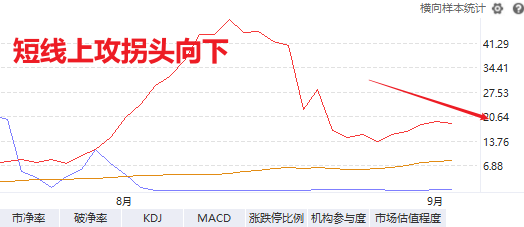 横向样本统计
短线上攻拐头向下
41.29
34.41
27.53
20.64
13.76
6.88
8月
9月
市净率 破净率 KDJ MACD 涨跌停比例 机构参与度 市场估值程度